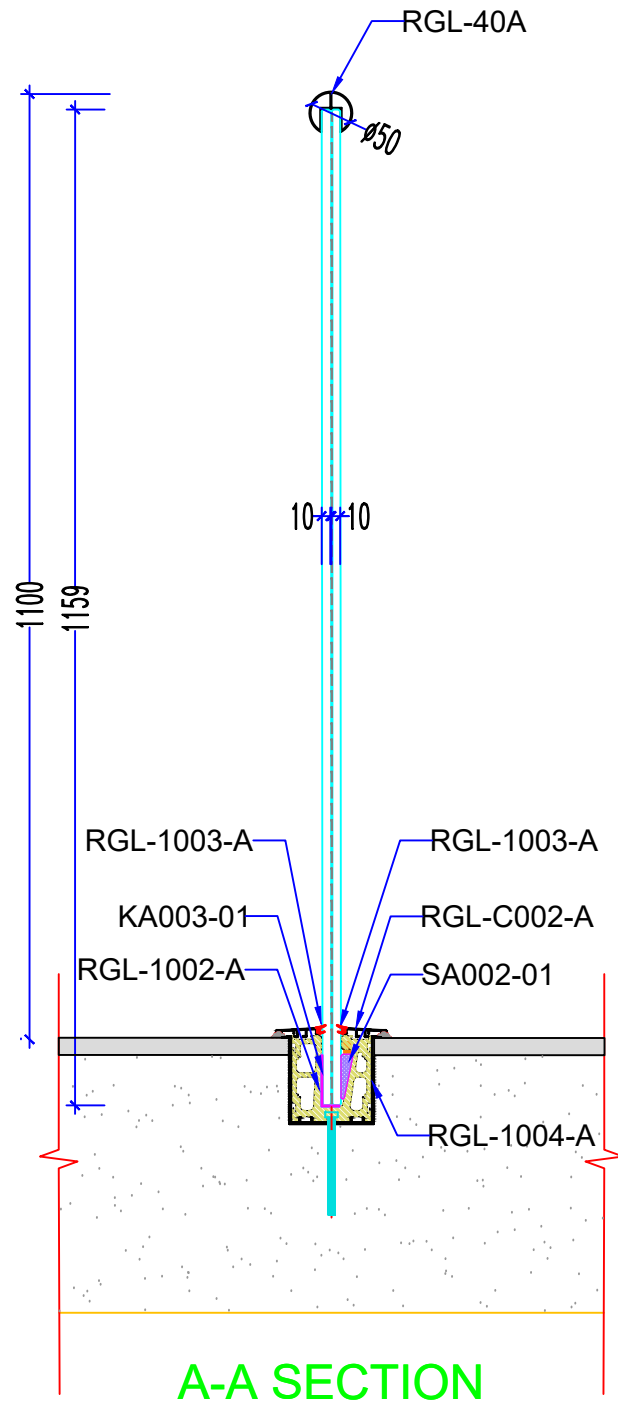 RGL-40A
ø50
10
10
1100
1159
RGL-1003-A
RGL-1003-A
KA003-01
RGL-C002-A
RGL-1002-A
SA002-01
RGL-1004-A
A-A SECTION